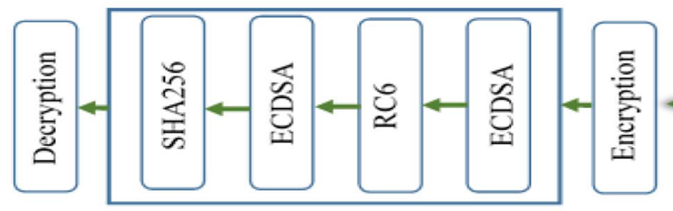 Decryption
SHA256
ECDSA
RC6
ECDSA
Encryption